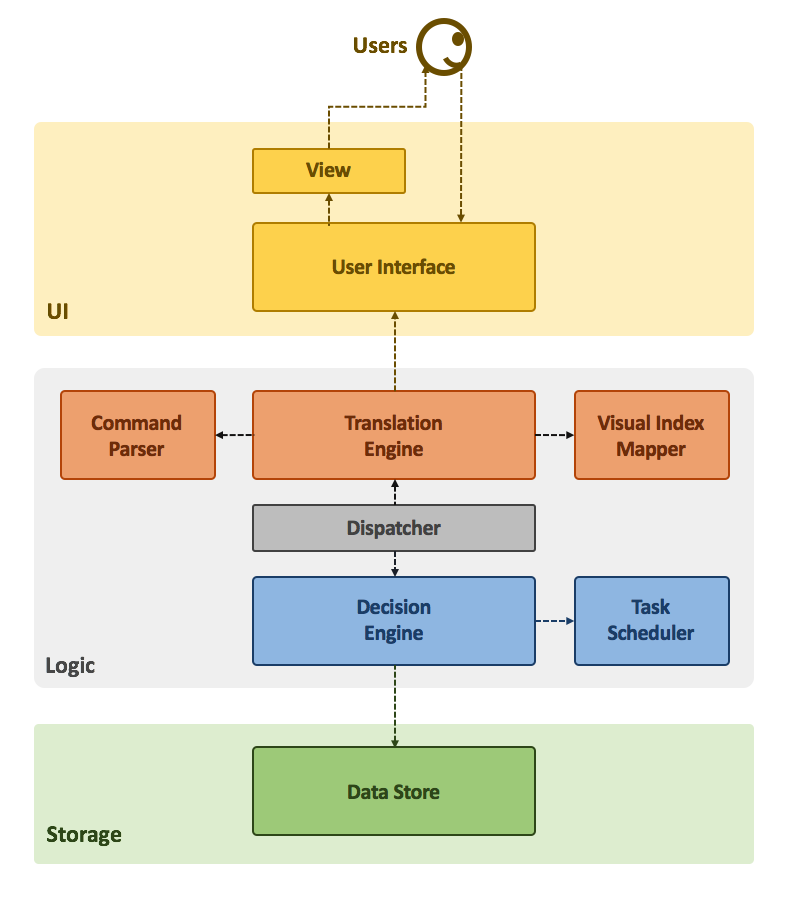 Users
View
User Interface
UI
Command
Parser
Translation
Engine
Visual Index
Mapper
Dispatcher
Decision
Engine
Task
Scheduler
Logic
Data Store
Storage